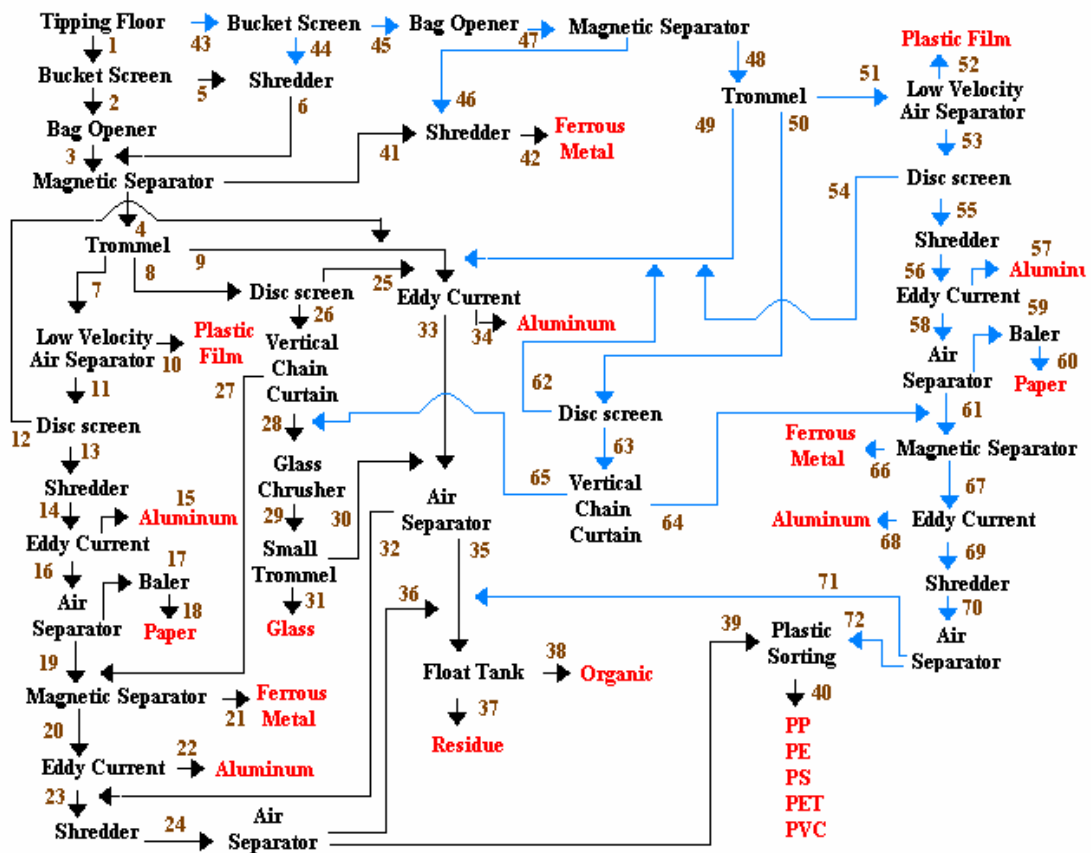 Tipping Floor
43
Bucket Screen
45
Bag Opener
47
Magnetic Separator
1
44
Plastic Film
52
Bucket Screen
5
Shredder
48
51
Low Velocity
Air Separator
2
6
46
Trommel
49
50
53
Bag Opener
Shredder
Ferrous
Metal
41
42
3
Magnetic Separator
Disc screen
54
55
4
Trommel
9
Shredder
57
7
8
25
56
Aluminu
Disc screen
Eddy Current
Eddy Current
59
26
33
34
Aluminum
58
Baler
Low Velocity
Air Separator
10
Plastic
Film
Vertical
Chain
Curtain
Air
Separator
60
Paper
11
27
62
61
12
Disc screen
28
Disc screen
13
63
Ferrous
Metal
66
Magnetic Separator
Shredder
Glass
Chrusher
65
Vertical
Chain
Curtain
64
67
14
15
Aluminum
29
30
Air
Separator
Aluminum
68
Eddy Current
Eddy Current
Small
Trommel
32
35
69
16
17
Baler
Shredder
Air
Separator
18
31
36
71
70
Paper
Glass
39
Plastic
Sorting
72
Air
Separator
19
38
Float Tank
Organic
Magnetic Separator
21
Ferrous
Metal
37
40
20
Residue
PP
PE
PS
PET
PVC
Eddy Current
22
Aluminum
23
Shredder
24
Air
Separator